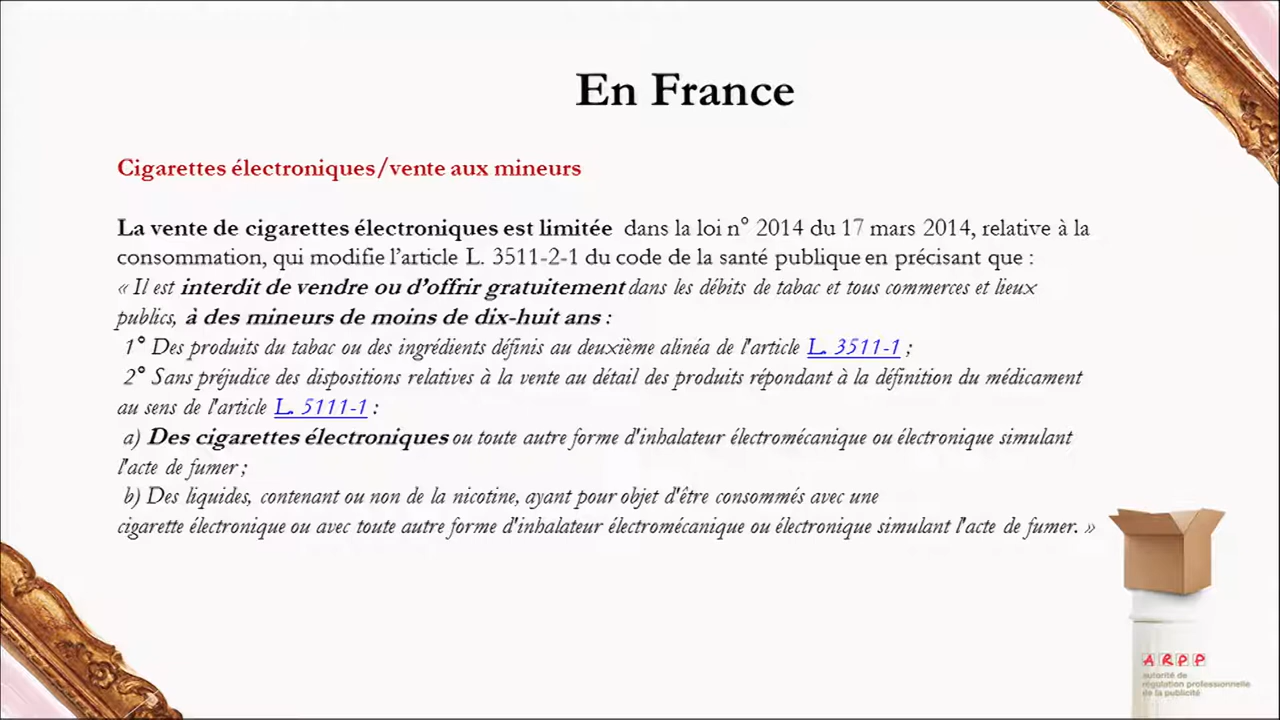 En France
Cigarettes électroniques/vente aux mineurs
La vente de cigarettes électroniques est limitée dans la loi n° 2014 du 17 mars 2014, relative à la
consommation, qui modifie l'article L. 3511-2-1 du code de la santé publique en précisant que :
« Il est interdit de vendre ou d'offrir gratuitement dans les débits de tabac et tous commerces et lieux
publics, à des mineurs de moins de dix-huit ans :
1° Des produits du tabac ou des ingrédients définis au deuxième alinéa de l'article L. 3511-1 ;
2° Sans préjudice des dispositions relatives à la vente au détail des produits répondant à la définition du médicament
au sens de l'article L. 5111-1 :
a) Des cigarettes électroniques ou toute autre forme d'inhalateur électromécanique ou électronique simulant
l'acte de fumer ;
b) Des liquides, contenant ou non de la nicotine, ayant pour objet d'être consommés avec une
cigarette électronique ou avec toute autre forme d'inhalateur électromécanique ou électronique simulant l'acte de fumer. »
ARPP
autorité de
régulation professionnelle
de la publicité